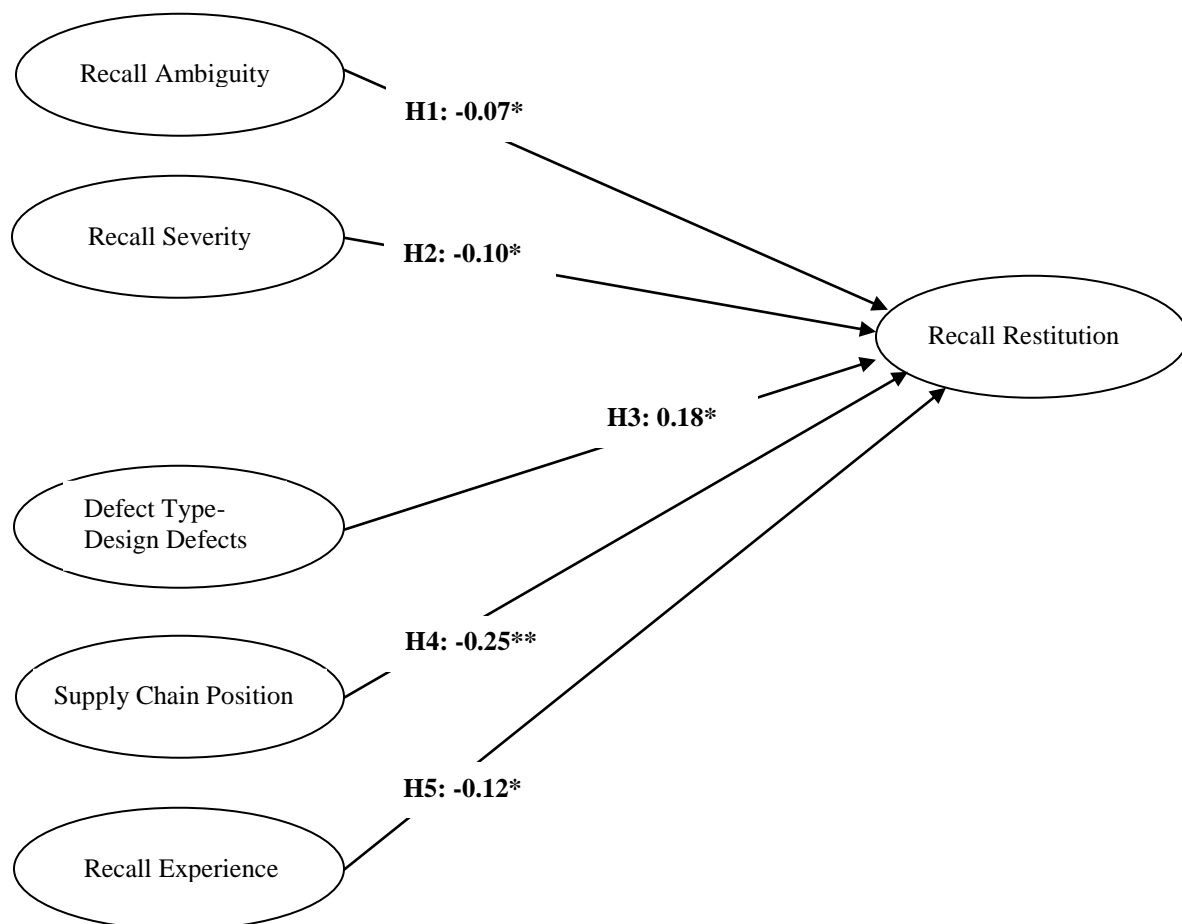 Recall Ambiguity
H1: -0.07*
Recall Severity
H2: -0.10*
Recall Restitution
H3: 0.18*
Defect Type-
Design Defects
H4: -0.25**
Supply Chain Position
H5: -0.12*
Recall Experience